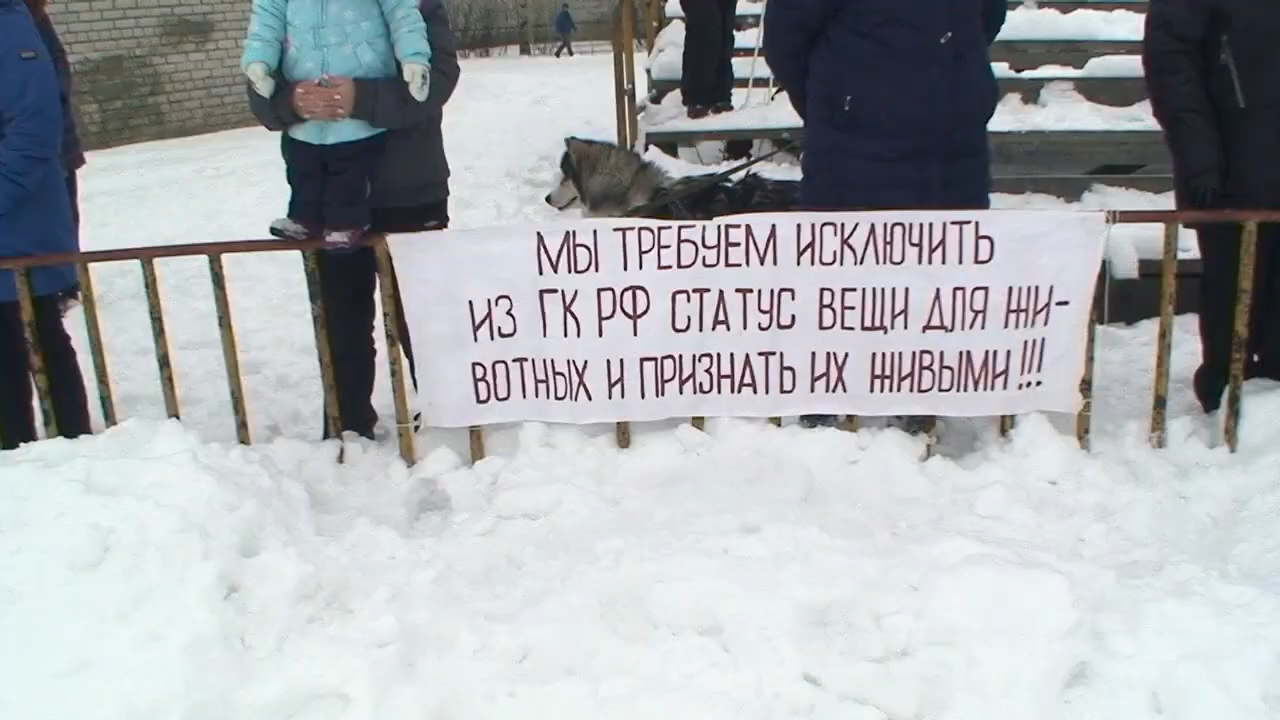 МЫ ТРЕБУЕМ ИСКЛЮЧИТЬ
ИЗ ГК РФ СТАТУС ВЕЩИ ДЛЯ ЖИ-
ВОТНЫХ И ПРИЗНАТЬ ИХ ЖИВЫМИ!!!